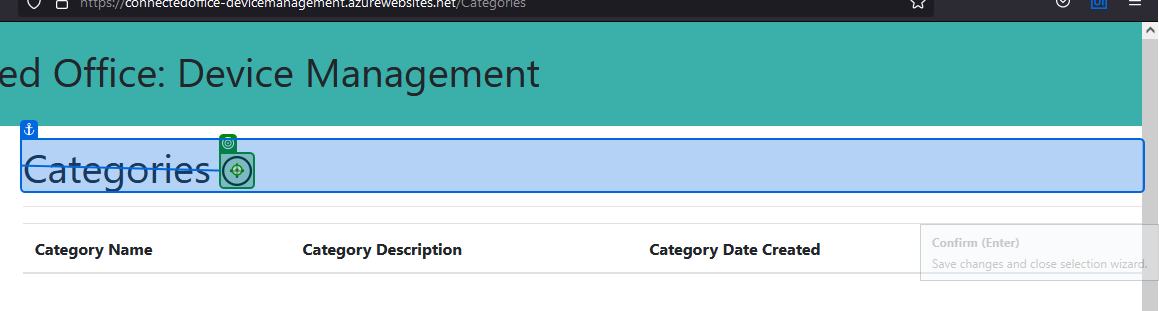 https://connectedoffice-devicemanagement.azurewebsites.net/Categories
ed Office: Device Management
Categories
Category Name Category Description Category Date Created
Confirm (Enter)
Save changes and close selection wizard.